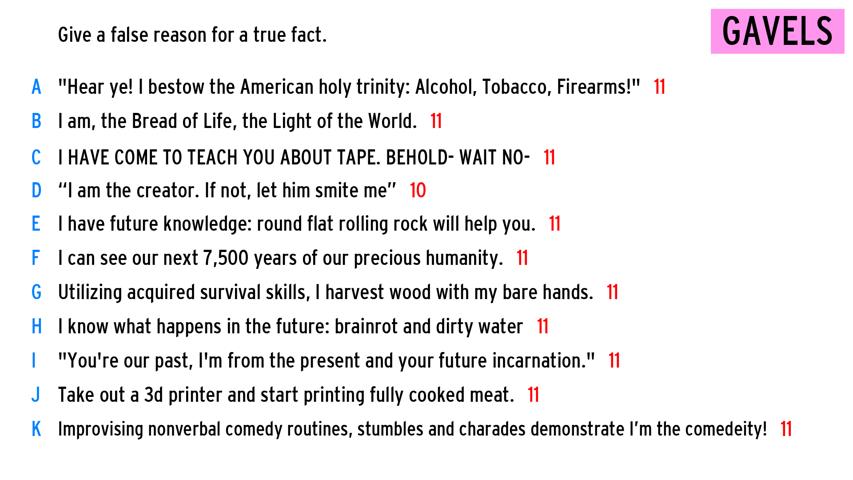 Give a false reason for a true fact.
GAVELS
A "Hear ye! I bestow the American holy trinity: Alcohol, Tobacco, Firearms!" 11
B I am, the Bread of Life, the Light of the World. 11
C I HAVE COME TO TEACH YOU ABOUT TAPE. BEHOLD- WAIT NO- 11
D “I am the creator. If not, let him smite me” 10
E I have future knowledge: round flat rolling rock will help you. 11
F I can see our next 7,500 years of our precious humanity. 11
G Utilizing acquired survival skills, I harvest wood with my bare hands. 11
H I know what happens in the future: brainrot and dirty water 11
I "You're our past, I'm from the present and your future incarnation." 11
J Take out a 3d printer and start printing fully cooked meat. 11
K Improvising nonverbal comedy routines, stumbles and charades demonstrate I’m the comedeity! 11